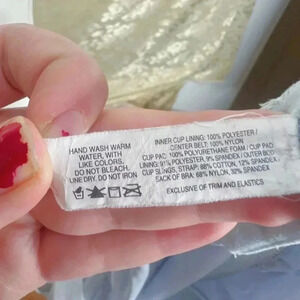 HAND WASH WARM
WATER, WITH
LIKE COLORS.
DO NOT BLEACH.
LINE DRY. DO NOT IRON
INNER CUP LINING: 100% POLYESTER /
CENTER BELT: 100% NYLON
CUP PAD: 100% POLYURETHANE FOAM / CUP PAD
LINING: 91% POLYESTER, 9% SPANDEX / OUTER BODY
CUP SLINGS, STRAP: 88% COTTON, 12% SPANDEX /
BACK OF BRA: 68% NYLON, 32% SPANDEX
EXCLUSIVE OF TRIM AND ELASTICS